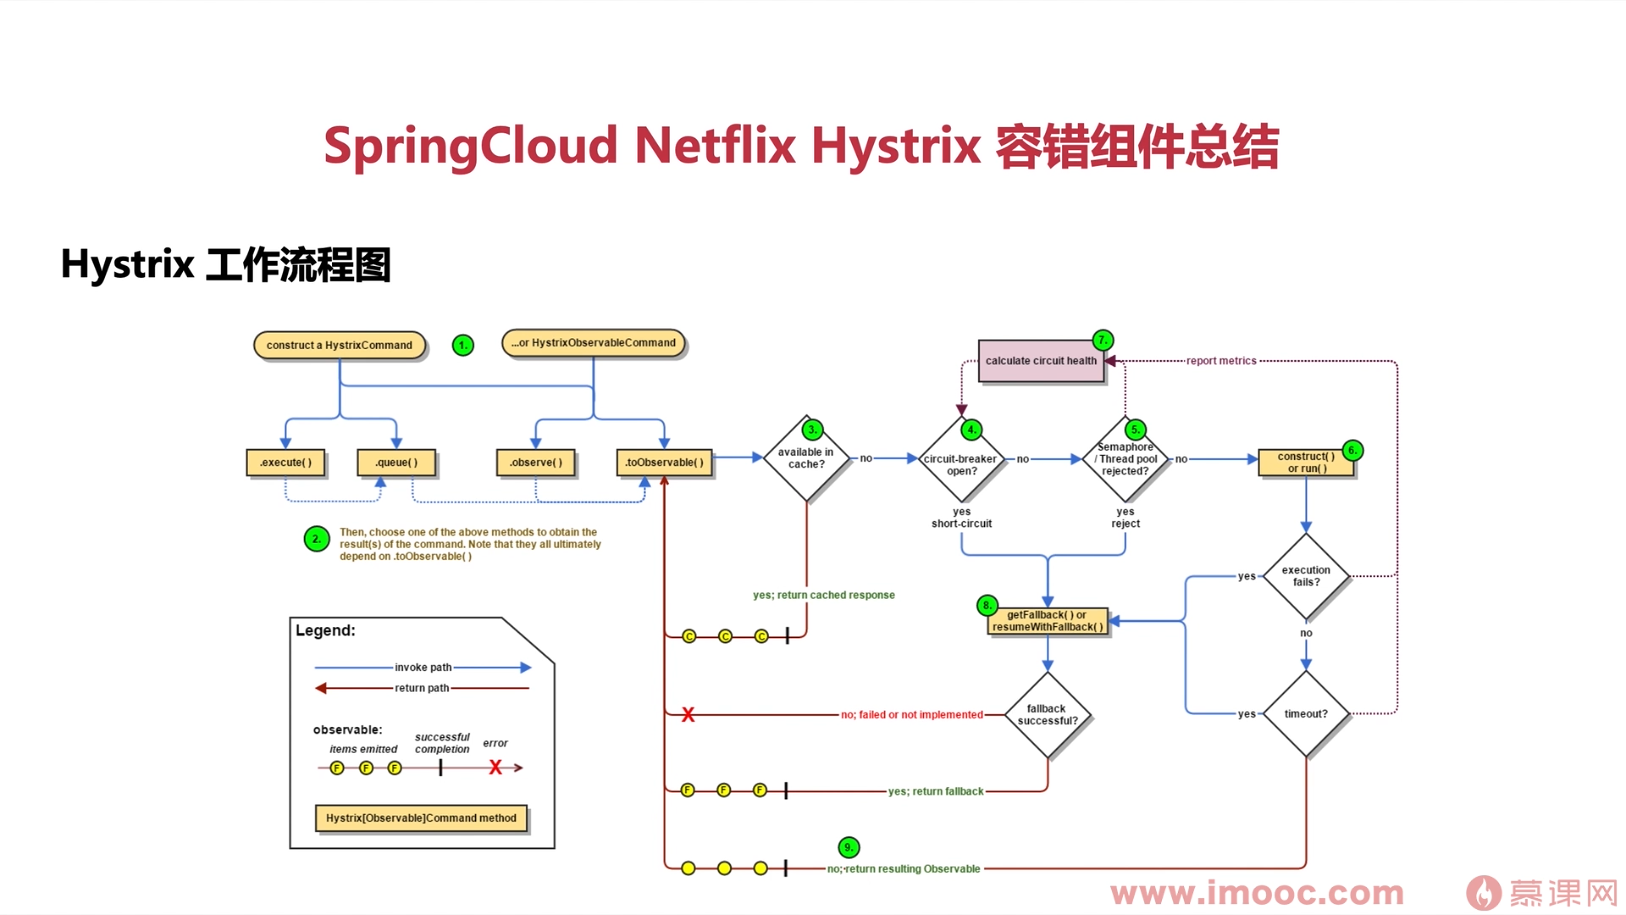 SpringCloud Netflix Hystrix 容错组件总结
Hystrix 工作流程图
construct a HystrixCommand
1.
...or HystrixObservableCommand
7.
calculate circuit health
report metrics
.execute( )
.queue( )
.observe( )
.toObservable( )
3.
available in
cache?
no
4.
circuit-breaker
open?
no
5.
Semaphore
/ Thread pool
rejected?
no
6.
construct( )
or run( )
yes
short-circuit
yes
reject
2.
Then, choose one of the above methods to obtain the
result(s) of the command. Note that they all ultimately
depend on .toObservable( )
execution
fails?
yes
no
yes; return cached response
C C C
8.
getFallback( ) or
resumeWithFallback( )
Legend:
invoke path
return path
observable:
items emitted
successful
completion
error
F F F
X
Hystrix[Observable]Command method
X
no; failed or not implemented
fallback
successful?
yes
timeout?
F F F
yes; return fallback
9.
no; return resulting Observable
www.imooc.com
慕课网